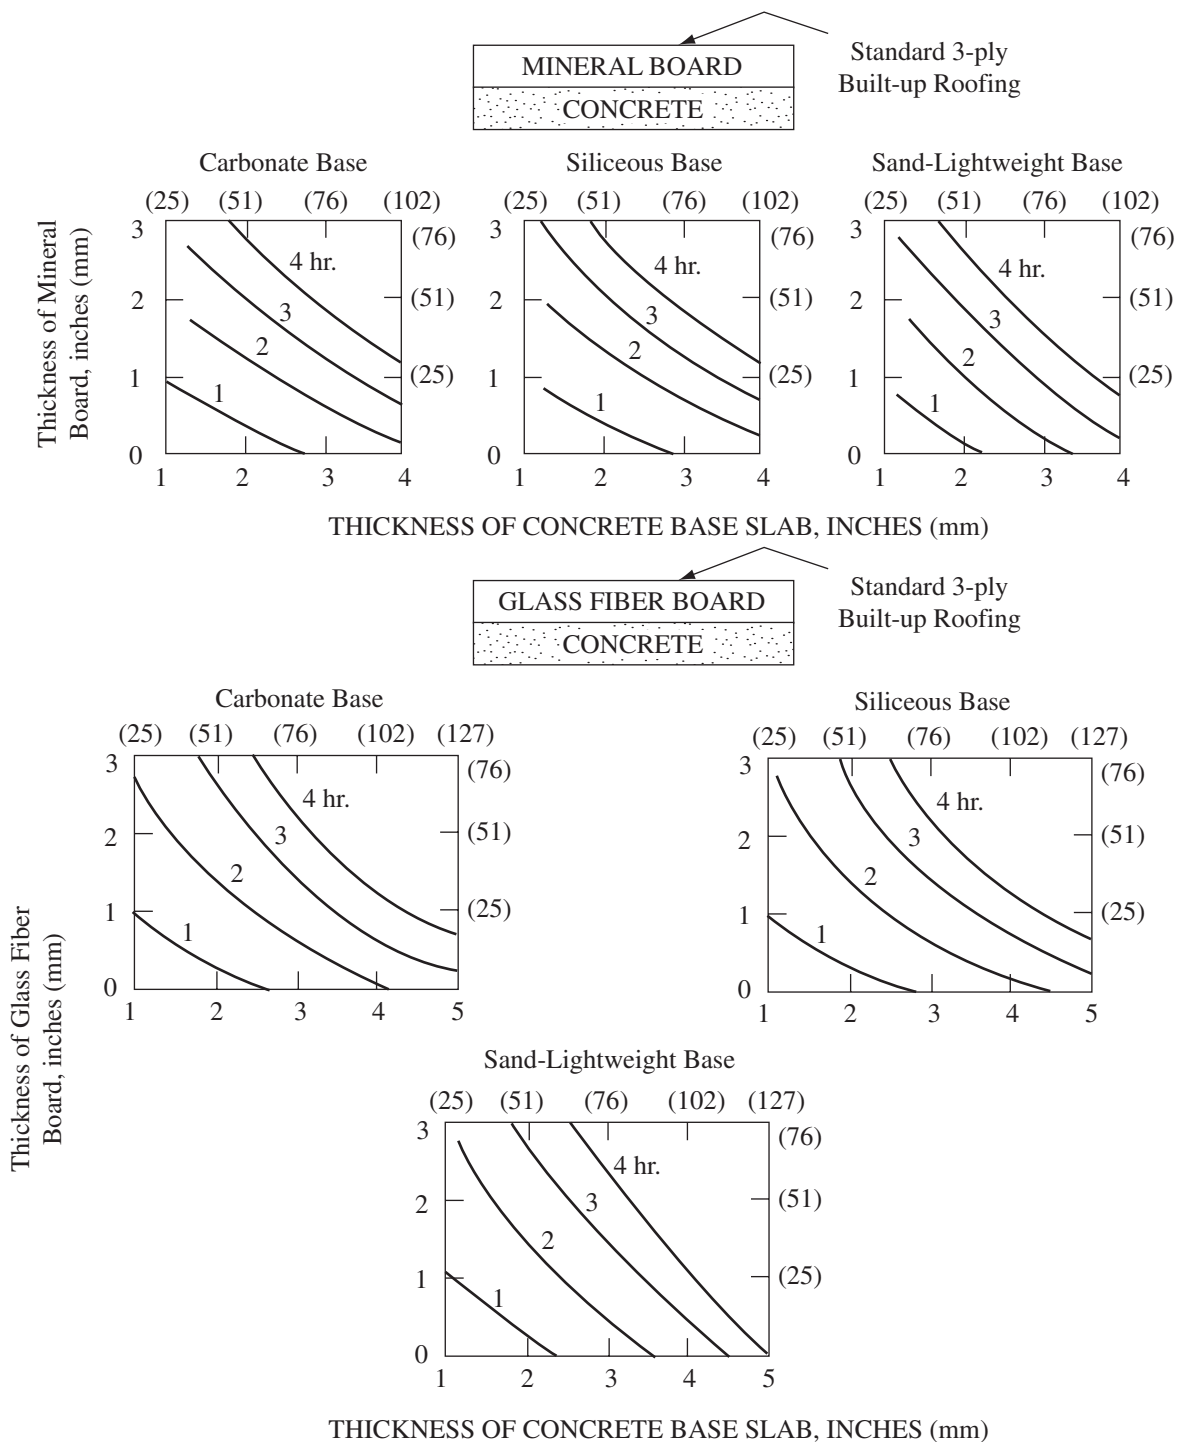 Standard 3-ply
Built-up Roofing
MINERAL BOARD
CONCRETE
Carbonate Base
(25) (51) (76) (102)
3 (76)
4 hr.
2 (51)
3
2
1 (25)
1
0
1 2 3 4
Siliceous Base
(25) (51) (76) (102)
3 (76)
4 hr.
2 (51)
3
2
1 (25)
1
0
1 2 3 4
Sand-Lightweight Base
(25) (51) (76) (102)
3 (76)
4 hr.
2 (51)
3
2
1 (25)
1
0
1 2 3 4
Thickness of Mineral
Board, inches (mm)
THICKNESS OF CONCRETE BASE SLAB, INCHES (mm)
Standard 3-ply
Built-up Roofing
GLASS FIBER BOARD
CONCRETE
Carbonate Base
(25) (51) (76) (102) (127)
3 (76)
4 hr.
2 3 (51)
2
1 (25)
1
0
1 2 3 4 5
Siliceous Base
(25) (51) (76) (102) (127)
3 (76)
4 hr.
2 3 (51)
2
1 (25)
1
0
1 2 3 4 5
Thickness of Glass Fiber
Board, inches (mm)
Sand-Lightweight Base
(25) (51) (76) (102) (127)
3 (76)
4 hr.
2 3 (51)
2
1 (25)
1
0
1 2 3 4 5
THICKNESS OF CONCRETE BASE SLAB, INCHES (mm)